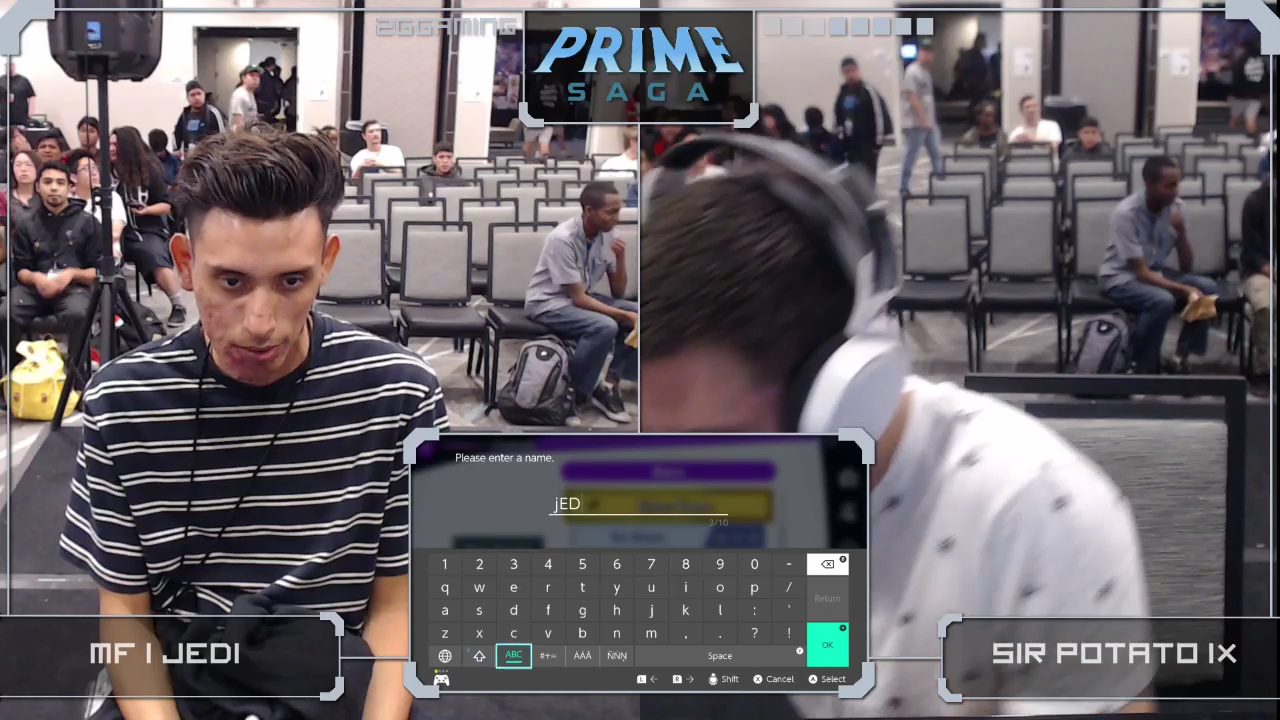 2GGAMING
PRIME
SAGA
Please enter a name.
jED
3/10
1 2 3 4 5 6 7 8 9 0 -
q w e r t y u i o p /
Return
a s d f g h j k l : '
z x c v b n m , . ? !
OK
ABC #+= ÀÁÂ ÑÑŅ Space
L ← R → Shift X Cancel A Select
MF | JEDI
SIR POTATO IX